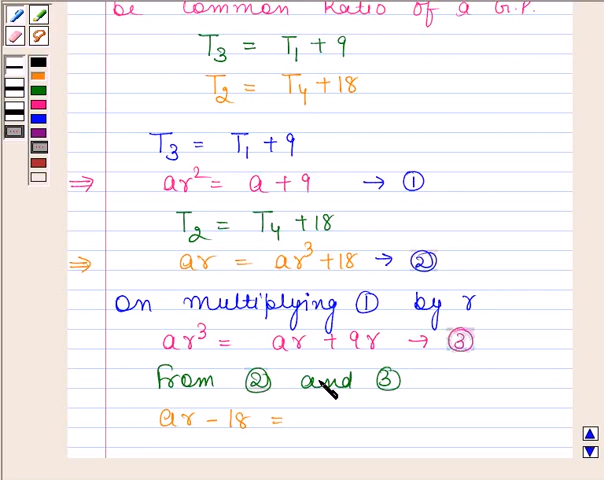 be Common Ratio of a G.P.
T₃ = T₁ + 9
T₂ = T₄ + 18
T₃ = T₁ + 9
⇒ ar² = a + 9 → ①
T₂ = T₄ + 18
⇒ ar = ar³ + 18 → ②
On multiplying ① by r
ar³ = ar + 9r → ③
From ② and ③
ar - 18 =